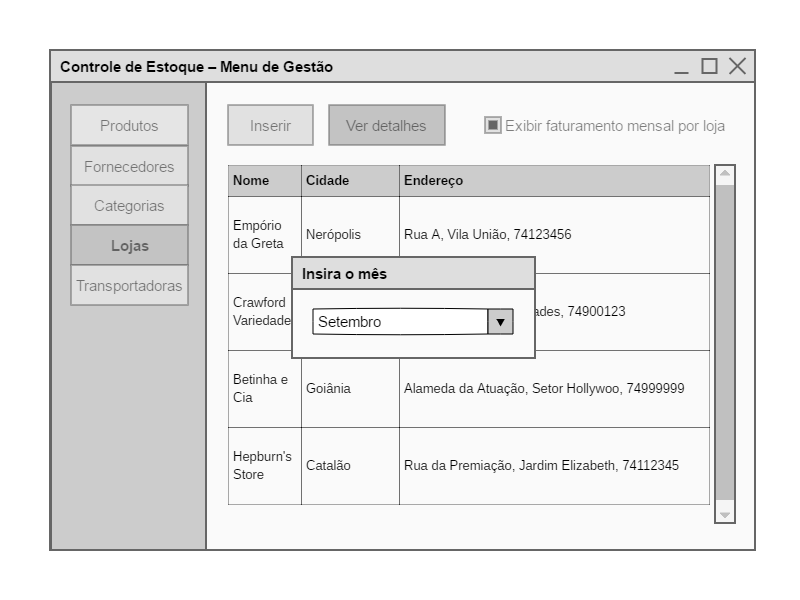 Controle de Estoque – Menu de Gestão
Produtos
Fornecedores
Categorias
Lojas
Transportadoras
Inserir
Ver detalhes
Exibir faturamento mensal por loja
Nome Cidade Endereço
Empório
da Greta
Nerópolis
Rua A, Vila União, 74123456
Insira o mês
Setembro
Crawford
Variedade
ades, 74900123
Betinha e
Cia
Goiânia
Alameda da Atuação, Setor Hollywoo, 74999999
Hepburn's
Store
Catalão
Rua da Premiação, Jardim Elizabeth, 74112345